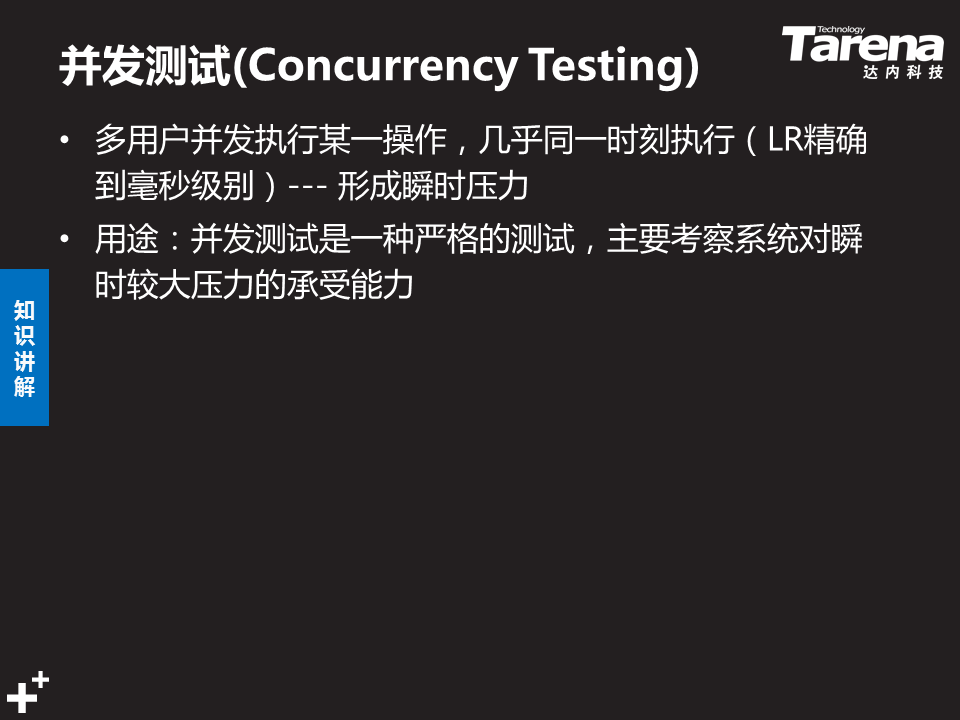 并发测试(Concurrency Testing)
Technology
Tarena
达内科技
• 多用户并发执行某一操作，几乎同一时刻执行（LR精确
到毫秒级别）--- 形成瞬时压力
• 用途：并发测试是一种严格的测试，主要考察系统对瞬
时较大压力的承受能力
知
识
讲
解